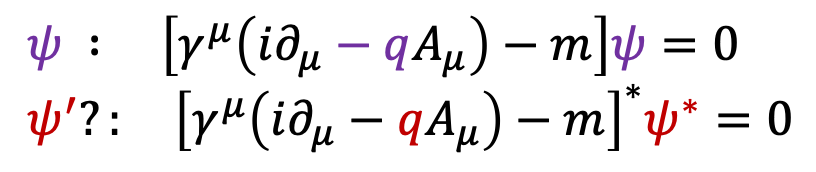 ψ : [γ^μ(i∂_μ − qA_μ) − m]ψ = 0
ψ′?: [γ^μ(i∂_μ − qA_μ) − m]^*ψ^* = 0